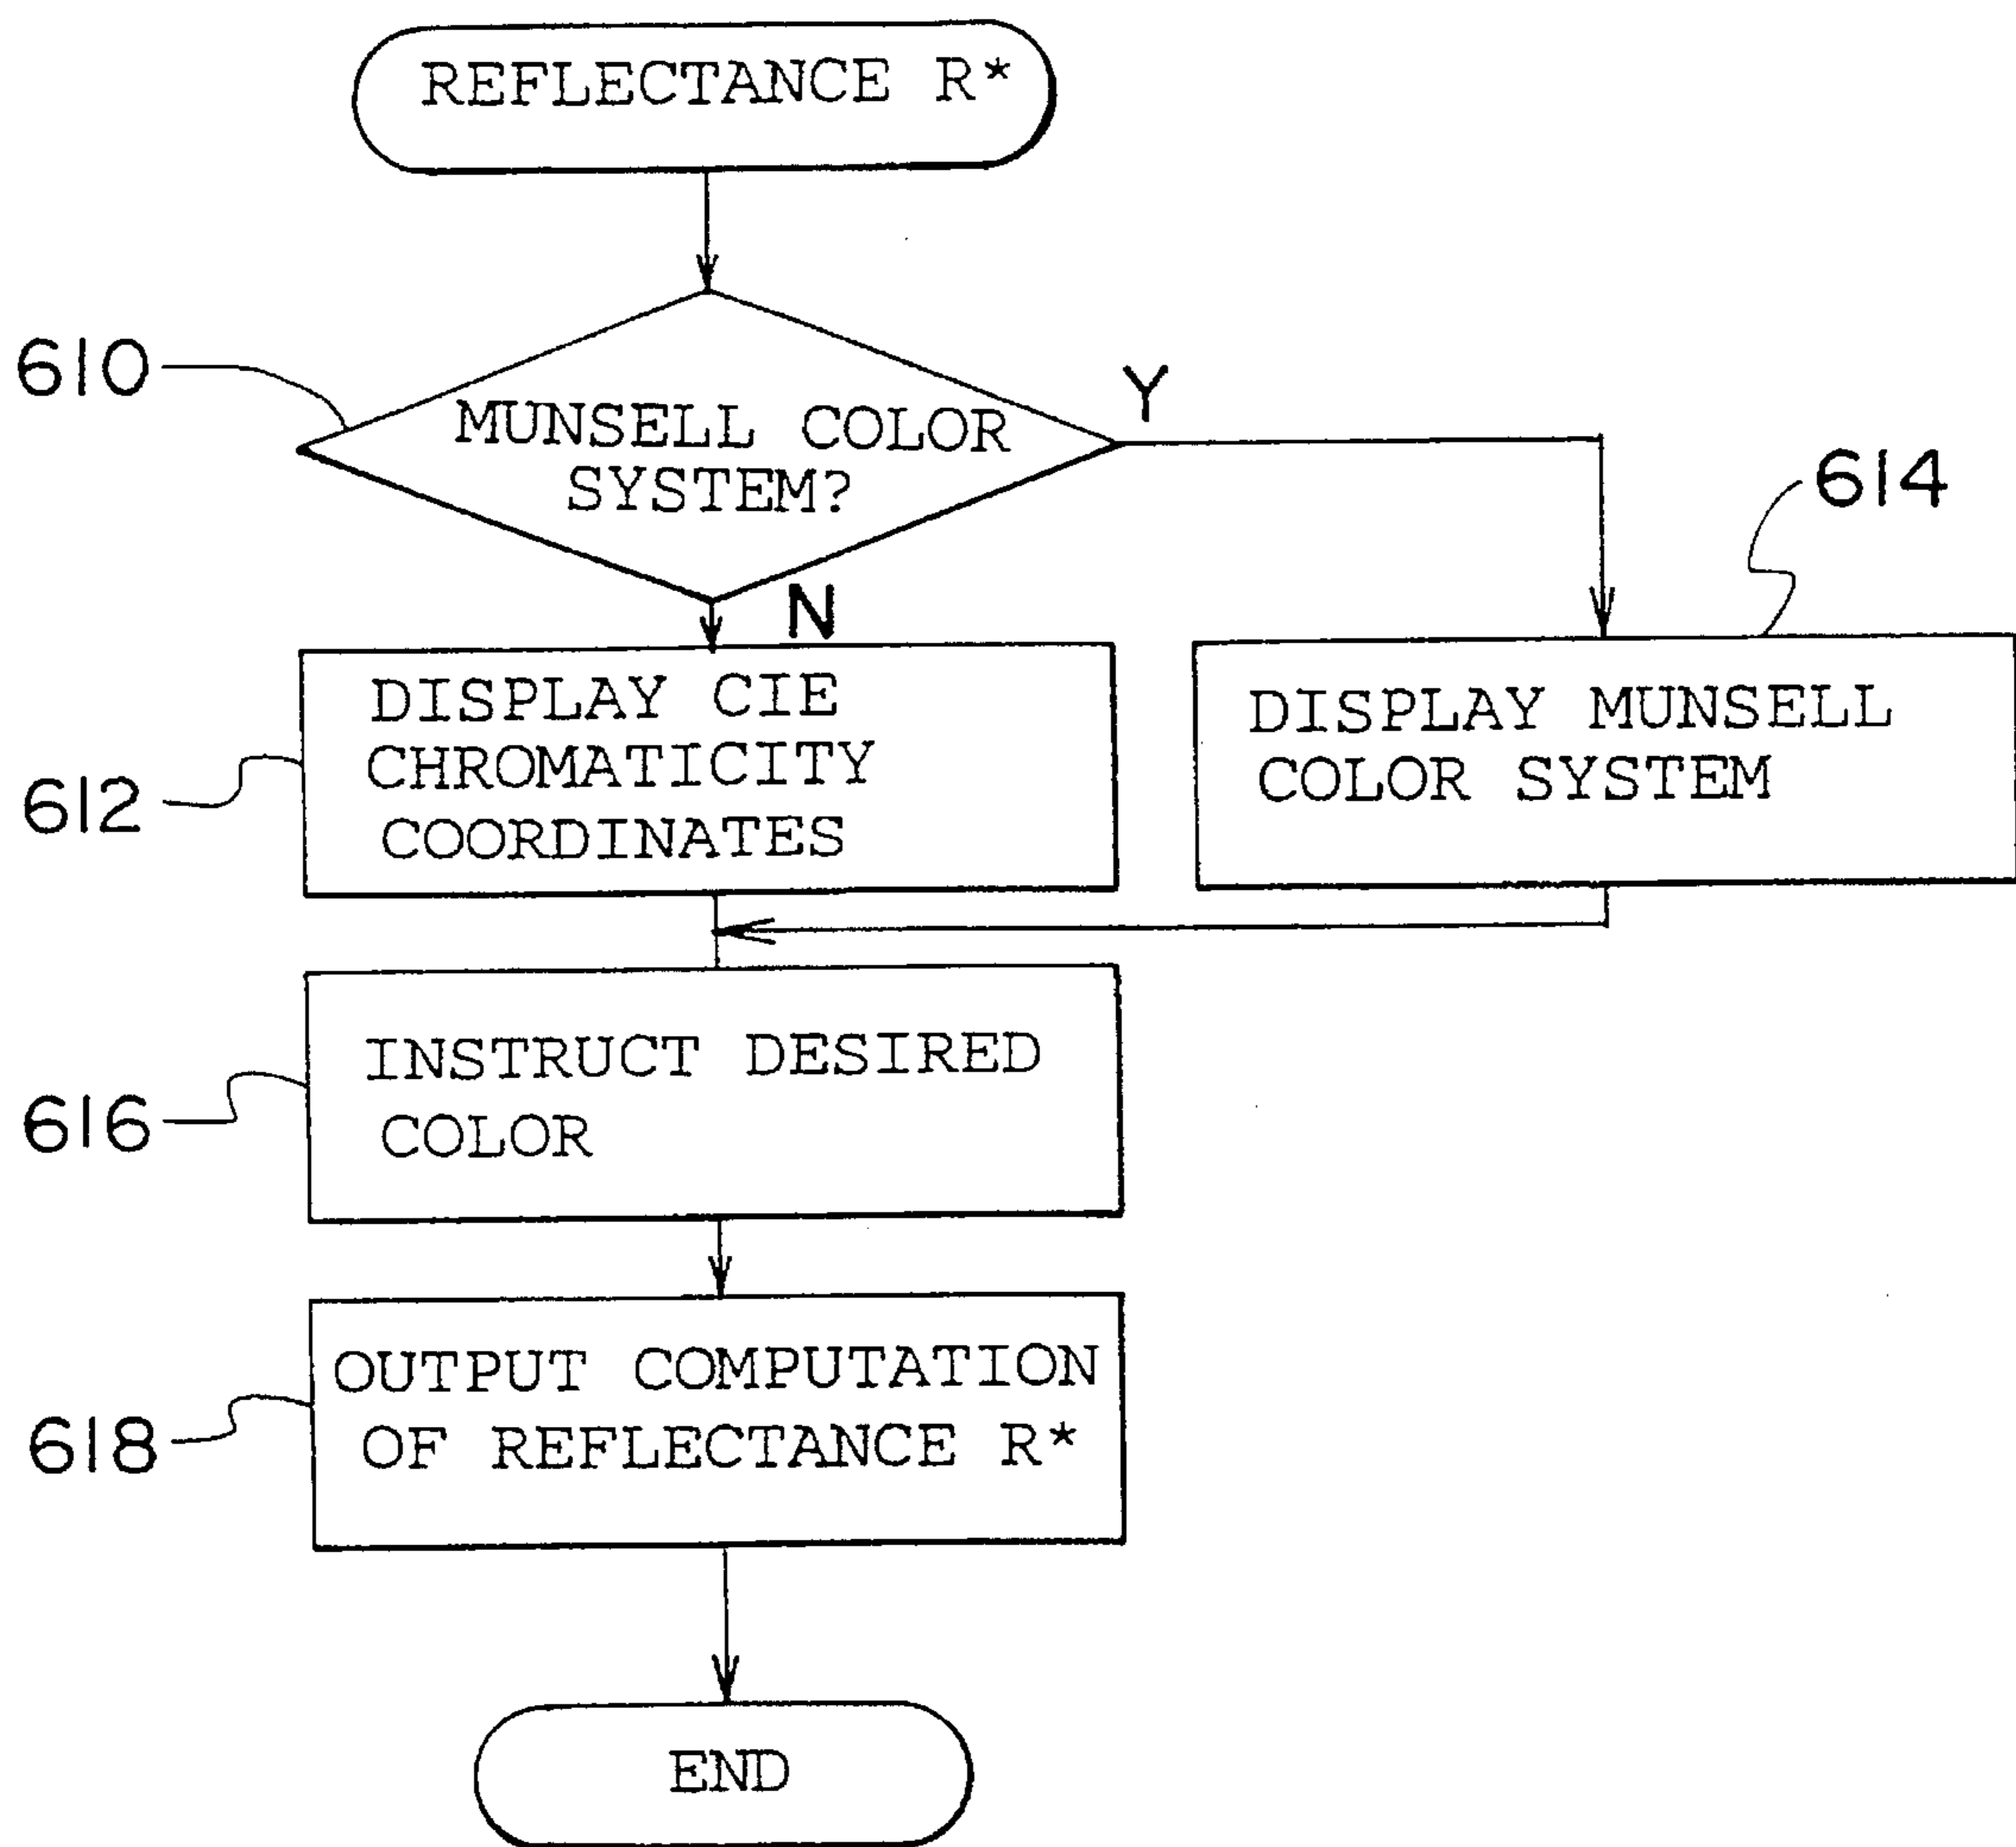 REFLECTANCE R*
610
MUNSELL COLOR
SYSTEM?
Y
N
614
612
DISPLAY CIE
CHROMATICITY
COORDINATES
DISPLAY MUNSELL
COLOR SYSTEM
616
INSTRUCT DESIRED
COLOR
618
OUTPUT COMPUTATION
OF REFLECTANCE R*
END